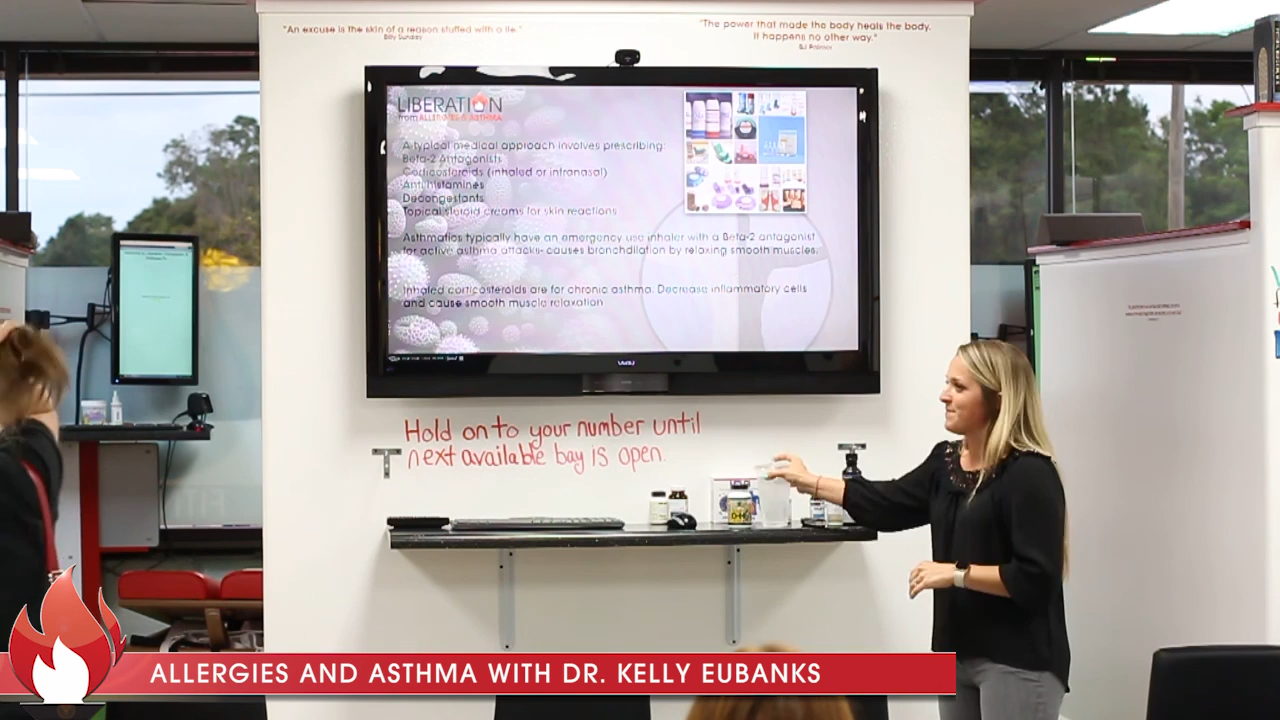 "An excuse is the skin of a reason stuffed with a lie."
Billy Sunday
"The power that made the body heals the body.
It happens no other way."
BJ Palmer
LIBERATION
from ALLERGIES & ASTHMA
A typical medical approach involves prescribing:
Beta-2 Antagonists
Corticosteroids (inhaled or intranasal)
Anti histamines
Decongestants
Topical steroid creams for skin reactions
Asthmatics typically have an emergency use inhaler with a Beta-2 antagonist
for active asthma attacks- causes bronchdilation by relaxing smooth muscles.
Inhaled corticosteroids are for chronic asthma. Decrease inflammatory cells
and cause smooth muscle relaxation
VIZIO
Hold onto your number until
next available bay is open.
ALLERGIES AND ASTHMA WITH DR. KELLY EUBANKS